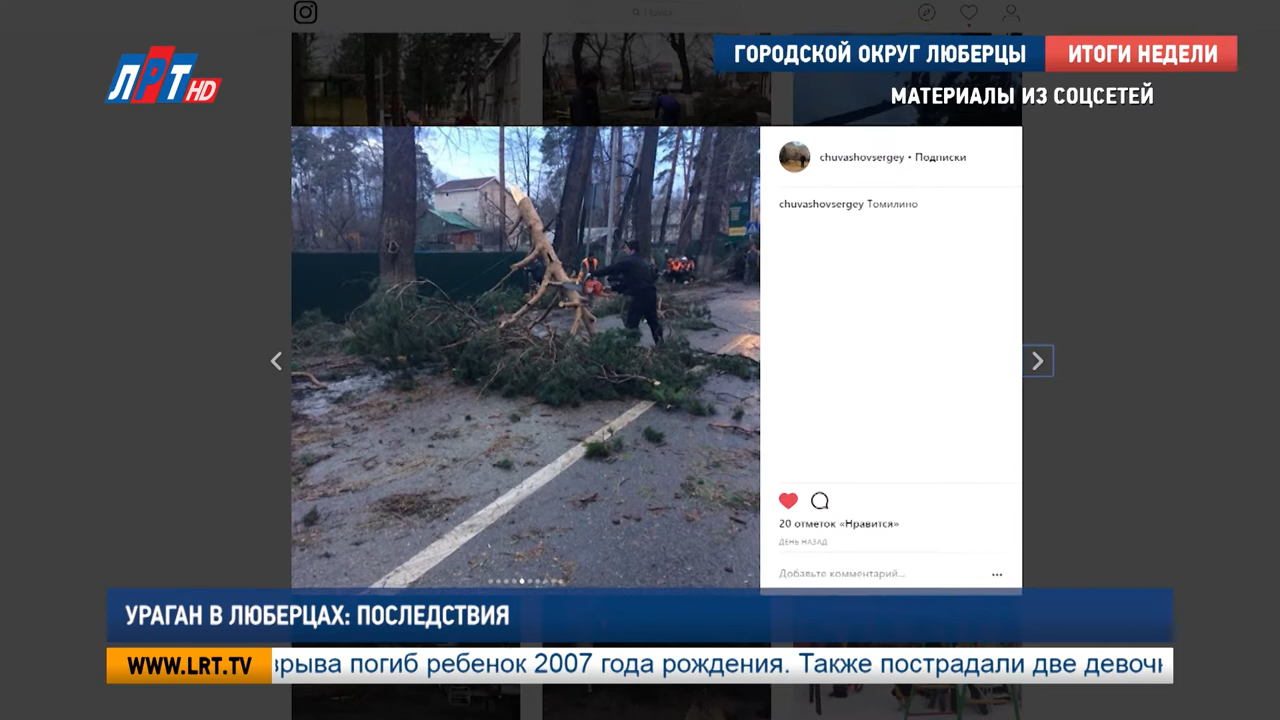 Поиск
ЛРТ HD
ГОРОДСКОЙ ОКРУГ ЛЮБЕРЦЫ
ИТОГИ НЕДЕЛИ
МАТЕРИАЛЫ ИЗ СОЦСЕТЕЙ
chuvashovsergey • Подписки
chuvashovsergey Томилино
20 отметок «Нравится»
ДЕНЬ НАЗАД
Добавьте комментарий...
УРАГАН В ЛЮБЕРЦАХ: ПОСЛЕДСТВИЯ
WWW.LRT.TV
зрыва погиб ребенок 2007 года рождения. Также пострадали две девочк